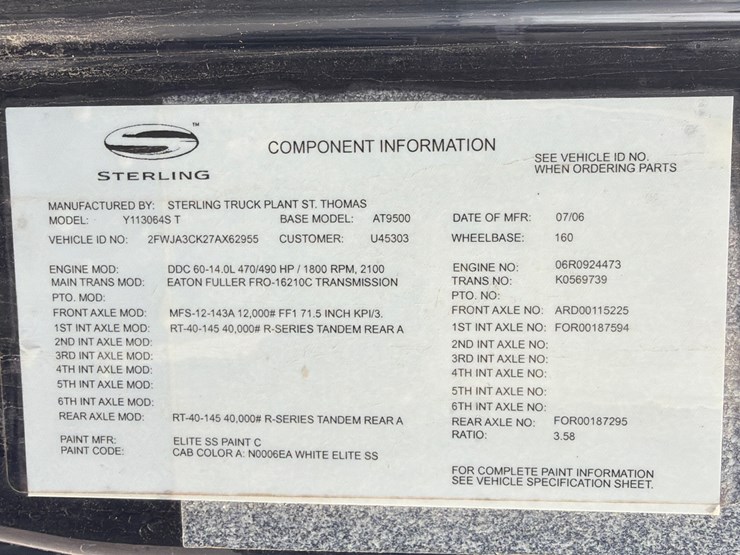 TM
STERLING
COMPONENT INFORMATION
SEE VEHICLE ID NO.
WHEN ORDERING PARTS
MANUFACTURED BY: STERLING TRUCK PLANT ST. THOMAS
MODEL: Y113064S T BASE MODEL: AT9500 DATE OF MFR: 07/06
VEHICLE ID NO: 2FWJA3CK27AX62955 CUSTOMER: U45303 WHEELBASE: 160
ENGINE MOD: DDC 60-14.0L 470/490 HP / 1800 RPM, 2100 ENGINE NO: 06R0924473
MAIN TRANS MOD: EATON FULLER FRO-16210C TRANSMISSION TRANS NO: K0569739
PTO. MOD: PTO. NO:
FRONT AXLE MOD: MFS-12-143A 12,000# FF1 71.5 INCH KPI/3. FRONT AXLE NO: ARD00115225
1ST INT AXLE MOD: RT-40-145 40,000# R-SERIES TANDEM REAR A 1ST INT AXLE NO: FOR00187594
2ND INT AXLE MOD: 2ND INT AXLE NO:
3RD INT AXLE MOD: 3RD INT AXLE NO:
4TH INT AXLE MOD: 4TH INT AXLE NO:
5TH INT AXLE MOD: 5TH INT AXLE NO:
6TH INT AXLE MOD: 6TH INT AXLE NO:
REAR AXLE MOD: RT-40-145 40,000# R-SERIES TANDEM REAR A REAR AXLE NO: FOR00187295
RATIO: 3.58
PAINT MFR: ELITE SS PAINT C
PAINT CODE: CAB COLOR A: N0006EA WHITE ELITE SS
FOR COMPLETE PAINT INFORMATION
SEE VEHICLE SPECIFICATION SHEET.